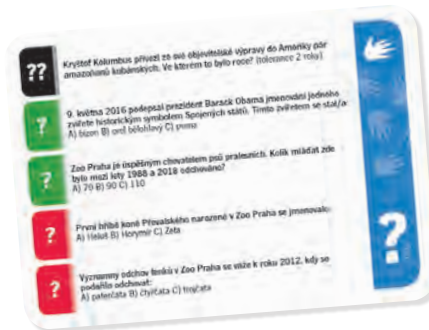 ??
Kryštof Kolumbus přivezl ze své objevitelské výpravy do Ameriky pár
amazoňanů kubánských. Ve kterém to bylo roce? (tolerance 2 roky)
?
9. května 2016 podepsal prezident Barack Obama jmenování jednoho
zvířete historickým symbolem Spojených států. Tímto zvířetem se stal/a:
A) bizon B) orel bělohlavý C) puma
?
Zoo Praha je úspěšným chovatelem psů pralesních. Kolik mláďat zde
bylo mezi lety 1988 a 2018 odchováno?
A) 70 B) 90 C) 110
?
První hříbě koně Převalského narozené v Zoo Praha se jmenovalo:
A) Heluš B) Horymír C) Zeta
?
Významný odchov fenků v Zoo Praha se váže k roku 2012, kdy se
podařilo odchovat:
A) paterčata B) čtyřčata C) trojčata
?